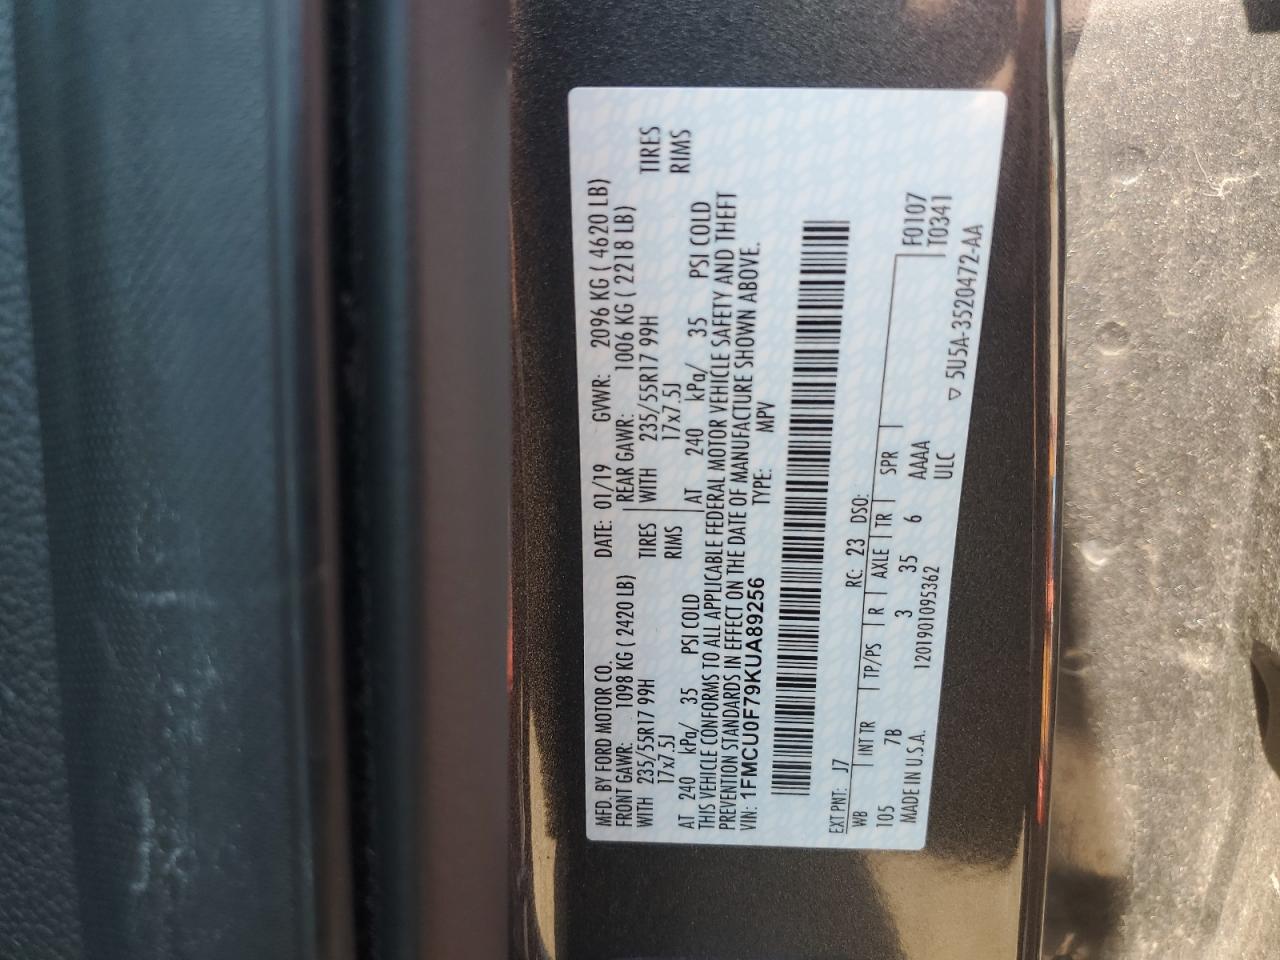 MFD. BY FORD MOTOR CO. DATE: 01/19 GVWR: 2096 KG ( 4620 LB)
FRONT GAWR: 1098 KG ( 2420 LB) REAR GAWR: 1006 KG ( 2218 LB)
WITH 235/55R17 99H TIRES WITH 235/55R17 99H TIRES
17x7.5J RIMS 17x7.5J RIMS
AT 240 kPa/ 35 PSI COLD AT 240 kPa/ 35 PSI COLD
THIS VEHICLE CONFORMS TO ALL APPLICABLE FEDERAL MOTOR VEHICLE SAFETY AND THEFT
PREVENTION STANDARDS IN EFFECT ON THE DATE OF MANUFACTURE SHOWN ABOVE.
VIN: 1FMCU0F79KUA89256 TYPE: MPV
EXT PNT: J7 RC: 23 DSO:
WB INT TR TP/PS R AXLE TR SPR F0107
105 7B 3 35 6 AAAA T0341
MADE IN U.S.A. 1201901095362 ULC ▽ 5U5A-3520472-AA